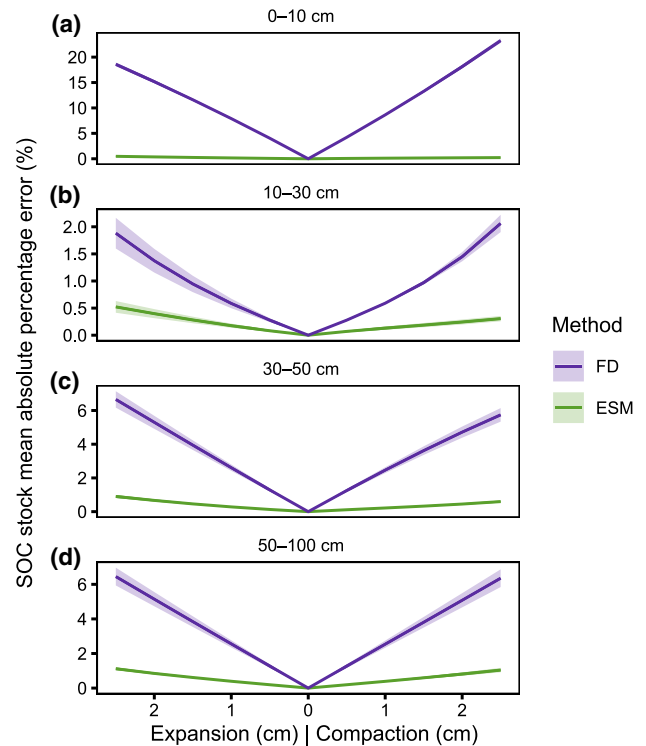 (a) 0–10 cm
20
15
10
5
0
(b) 10–30 cm
2.0
1.5
1.0
0.5
0.0
(c) 30–50 cm
6
4
2
0
(d) 50–100 cm
6
4
2
0
2 1 0 1 2
Expansion (cm) | Compaction (cm)
SOC stock mean absolute percentage error (%)
Method
FD
ESM